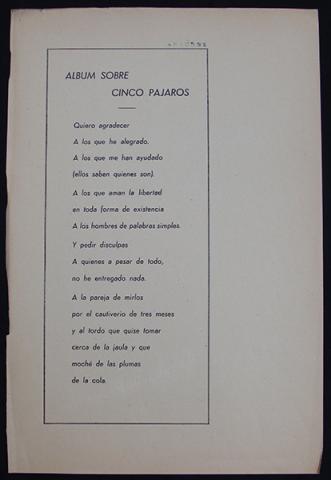 ALBUM SOBRE
CINCO PAJAROS
Quiero agradecer
A los que he alegrado.
A los que me han ayudado
(ellos saben quienes son).
A los que aman la libertad
en toda forma de existencia
A los hombres de palabras simples.
Y pedir disculpas
A quienes a pesar de todo,
no he entregado nada.
A la pareja de mirlos
por el cautiverio de tres meses
y al tordo que quise tomar
cerca de la jaula y que
moché de las plumas
de la cola.